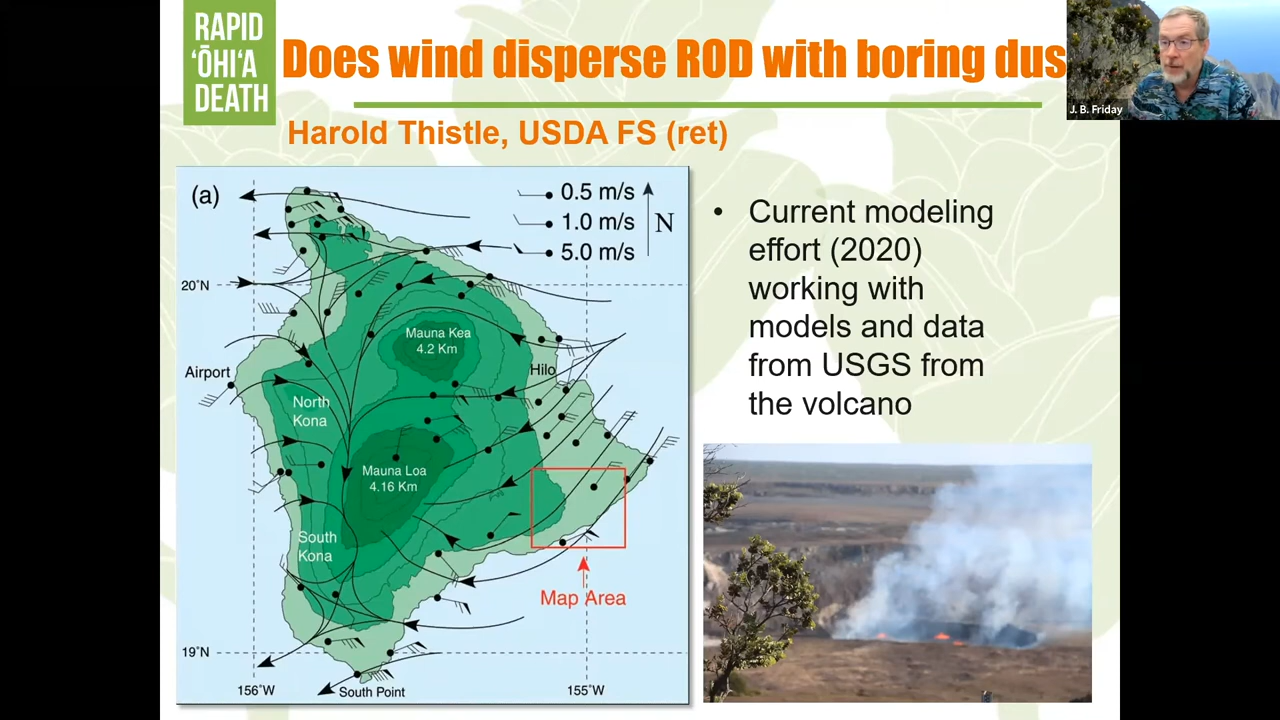 RAPID
ʻŌHIʻA
DEATH
Does wind disperse ROD with boring dus
J. B. Friday
Harold Thistle, USDA FS (ret)
(a)
0.5 m/s
1.0 m/s
5.0 m/s
N
20°N
Mauna Kea
4.2 Km
Airport
Hilo
North
Kona
Mauna Loa
4.16 Km
South
Kona
Map Area
19°N
156°W
South Point
155°W
• Current modeling
effort (2020)
working with
models and data
from USGS from
the volcano